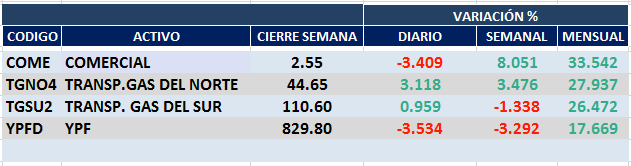 VARIACIÓN %
CODIGO ACTIVO CIERRE SEMANA DIARIO SEMANAL MENSUAL
COME COMERCIAL 2.55 -3.409 8.051 33.542
TGNO4 TRANSP.GAS DEL NORTE 44.65 3.118 3.476 27.937
TGSU2 TRANSP. GAS DEL SUR 110.60 0.959 -1.338 26.472
YPFD YPF 829.80 -3.534 -3.292 17.669